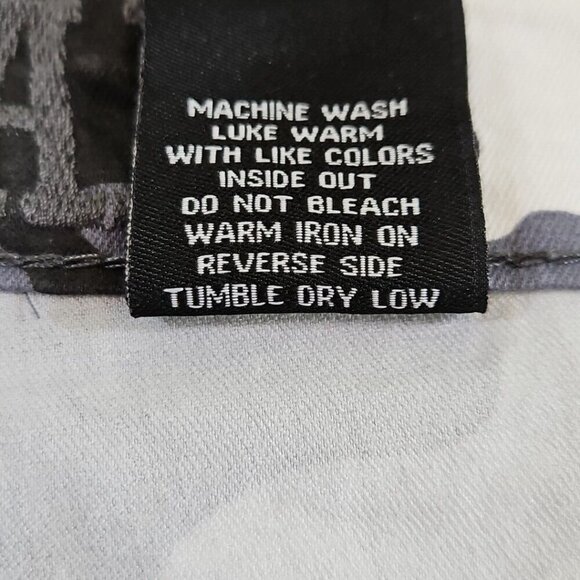 MACHINE WASH
LUKE WARM
WITH LIKE COLORS
INSIDE OUT
DO NOT BLEACH
WARM IRON ON
REVERSE SIDE
TUMBLE DRY LOW